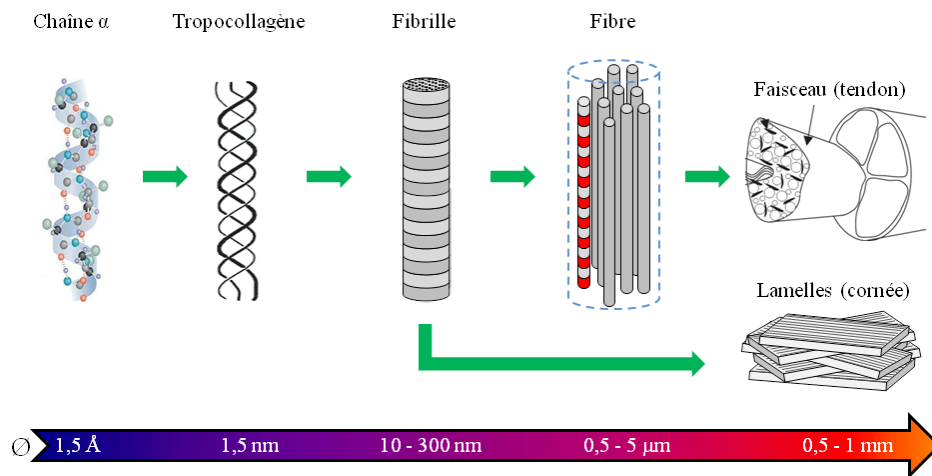 Chaîne α
Tropocollagène
Fibrille
Fibre
Faisceau (tendon)
Lamelles (cornée)
∅
1,5 Å
1,5 nm
10 - 300 nm
0,5 - 5 µm
0,5 - 1 mm